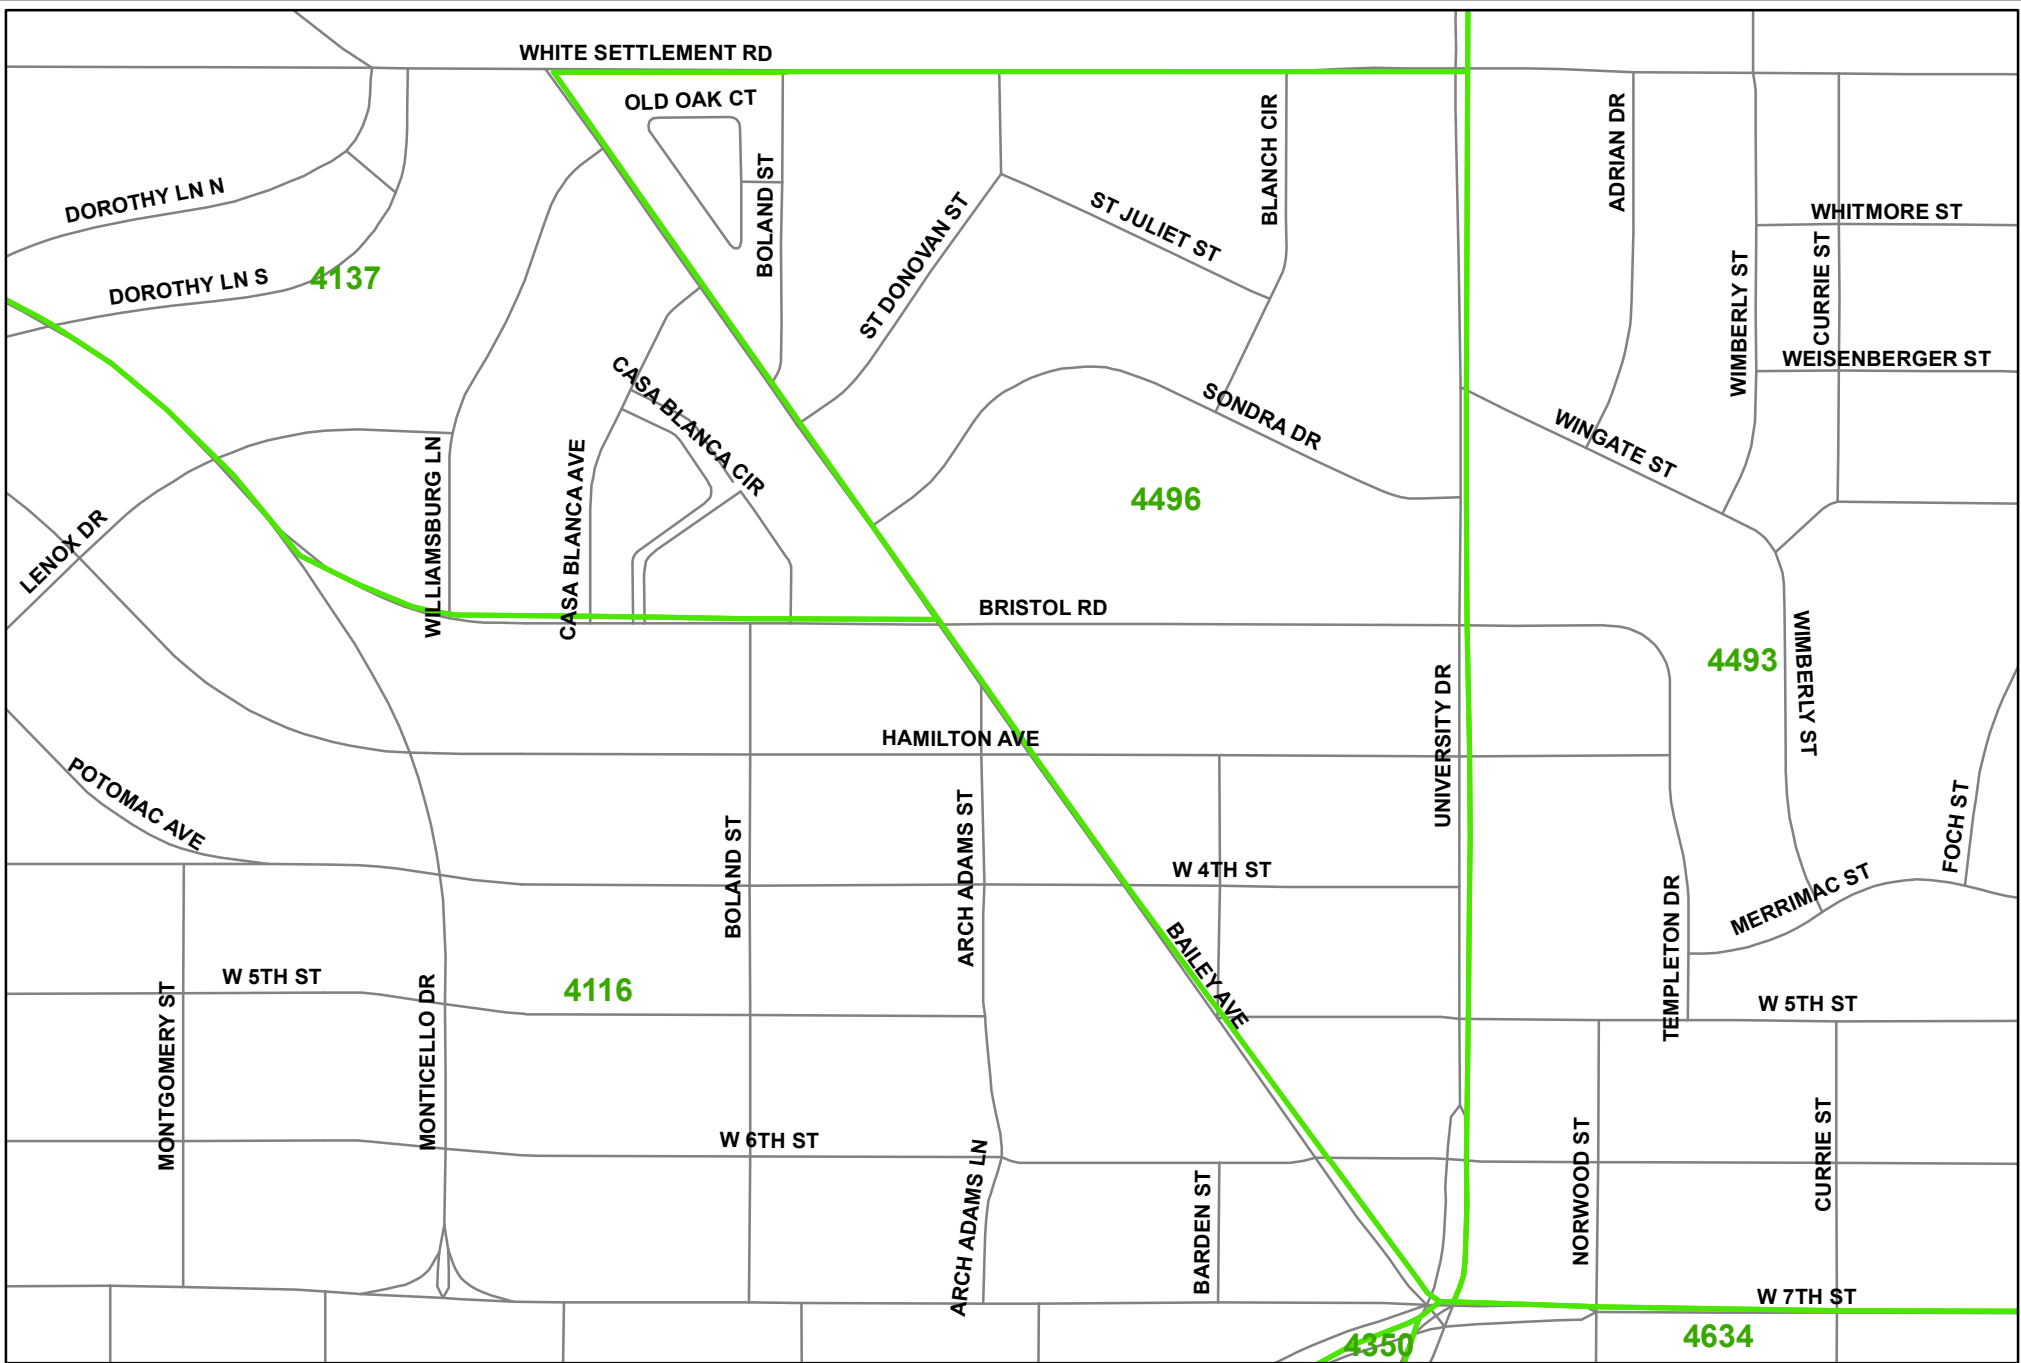 WHITE SETTLEMENT RD
OLD OAK CT
BOLAND ST
BLANCH CIR
ADRIAN DR
DOROTHY LN N
ST DONOVAN ST
ST JULIET ST
WHITMORE ST
CURRIE ST
WIMBERLY ST
DOROTHY LN S
4137
WEISENBERGER ST
CASA BLANCA CIR
SONDRA DR
WINGATE ST
4496
LENOX DR
WILLIAMSBURG LN
CASA BLANCA AVE
BRISTOL RD
4493
WIMBERLY ST
UNIVERSITY DR
HAMILTON AVE
POTOMAC AVE
BOLAND ST
ARCH ADAMS ST
W 4TH ST
FOCH ST
MERRIMAC ST
TEMPLETON DR
BAILEY AVE
W 5TH ST
4116
W 5TH ST
MONTGOMERY ST
MONTICELLO DR
W 6TH ST
ARCH ADAMS LN
BARDEN ST
NORWOOD ST
CURRIE ST
W 7TH ST
4350
4634